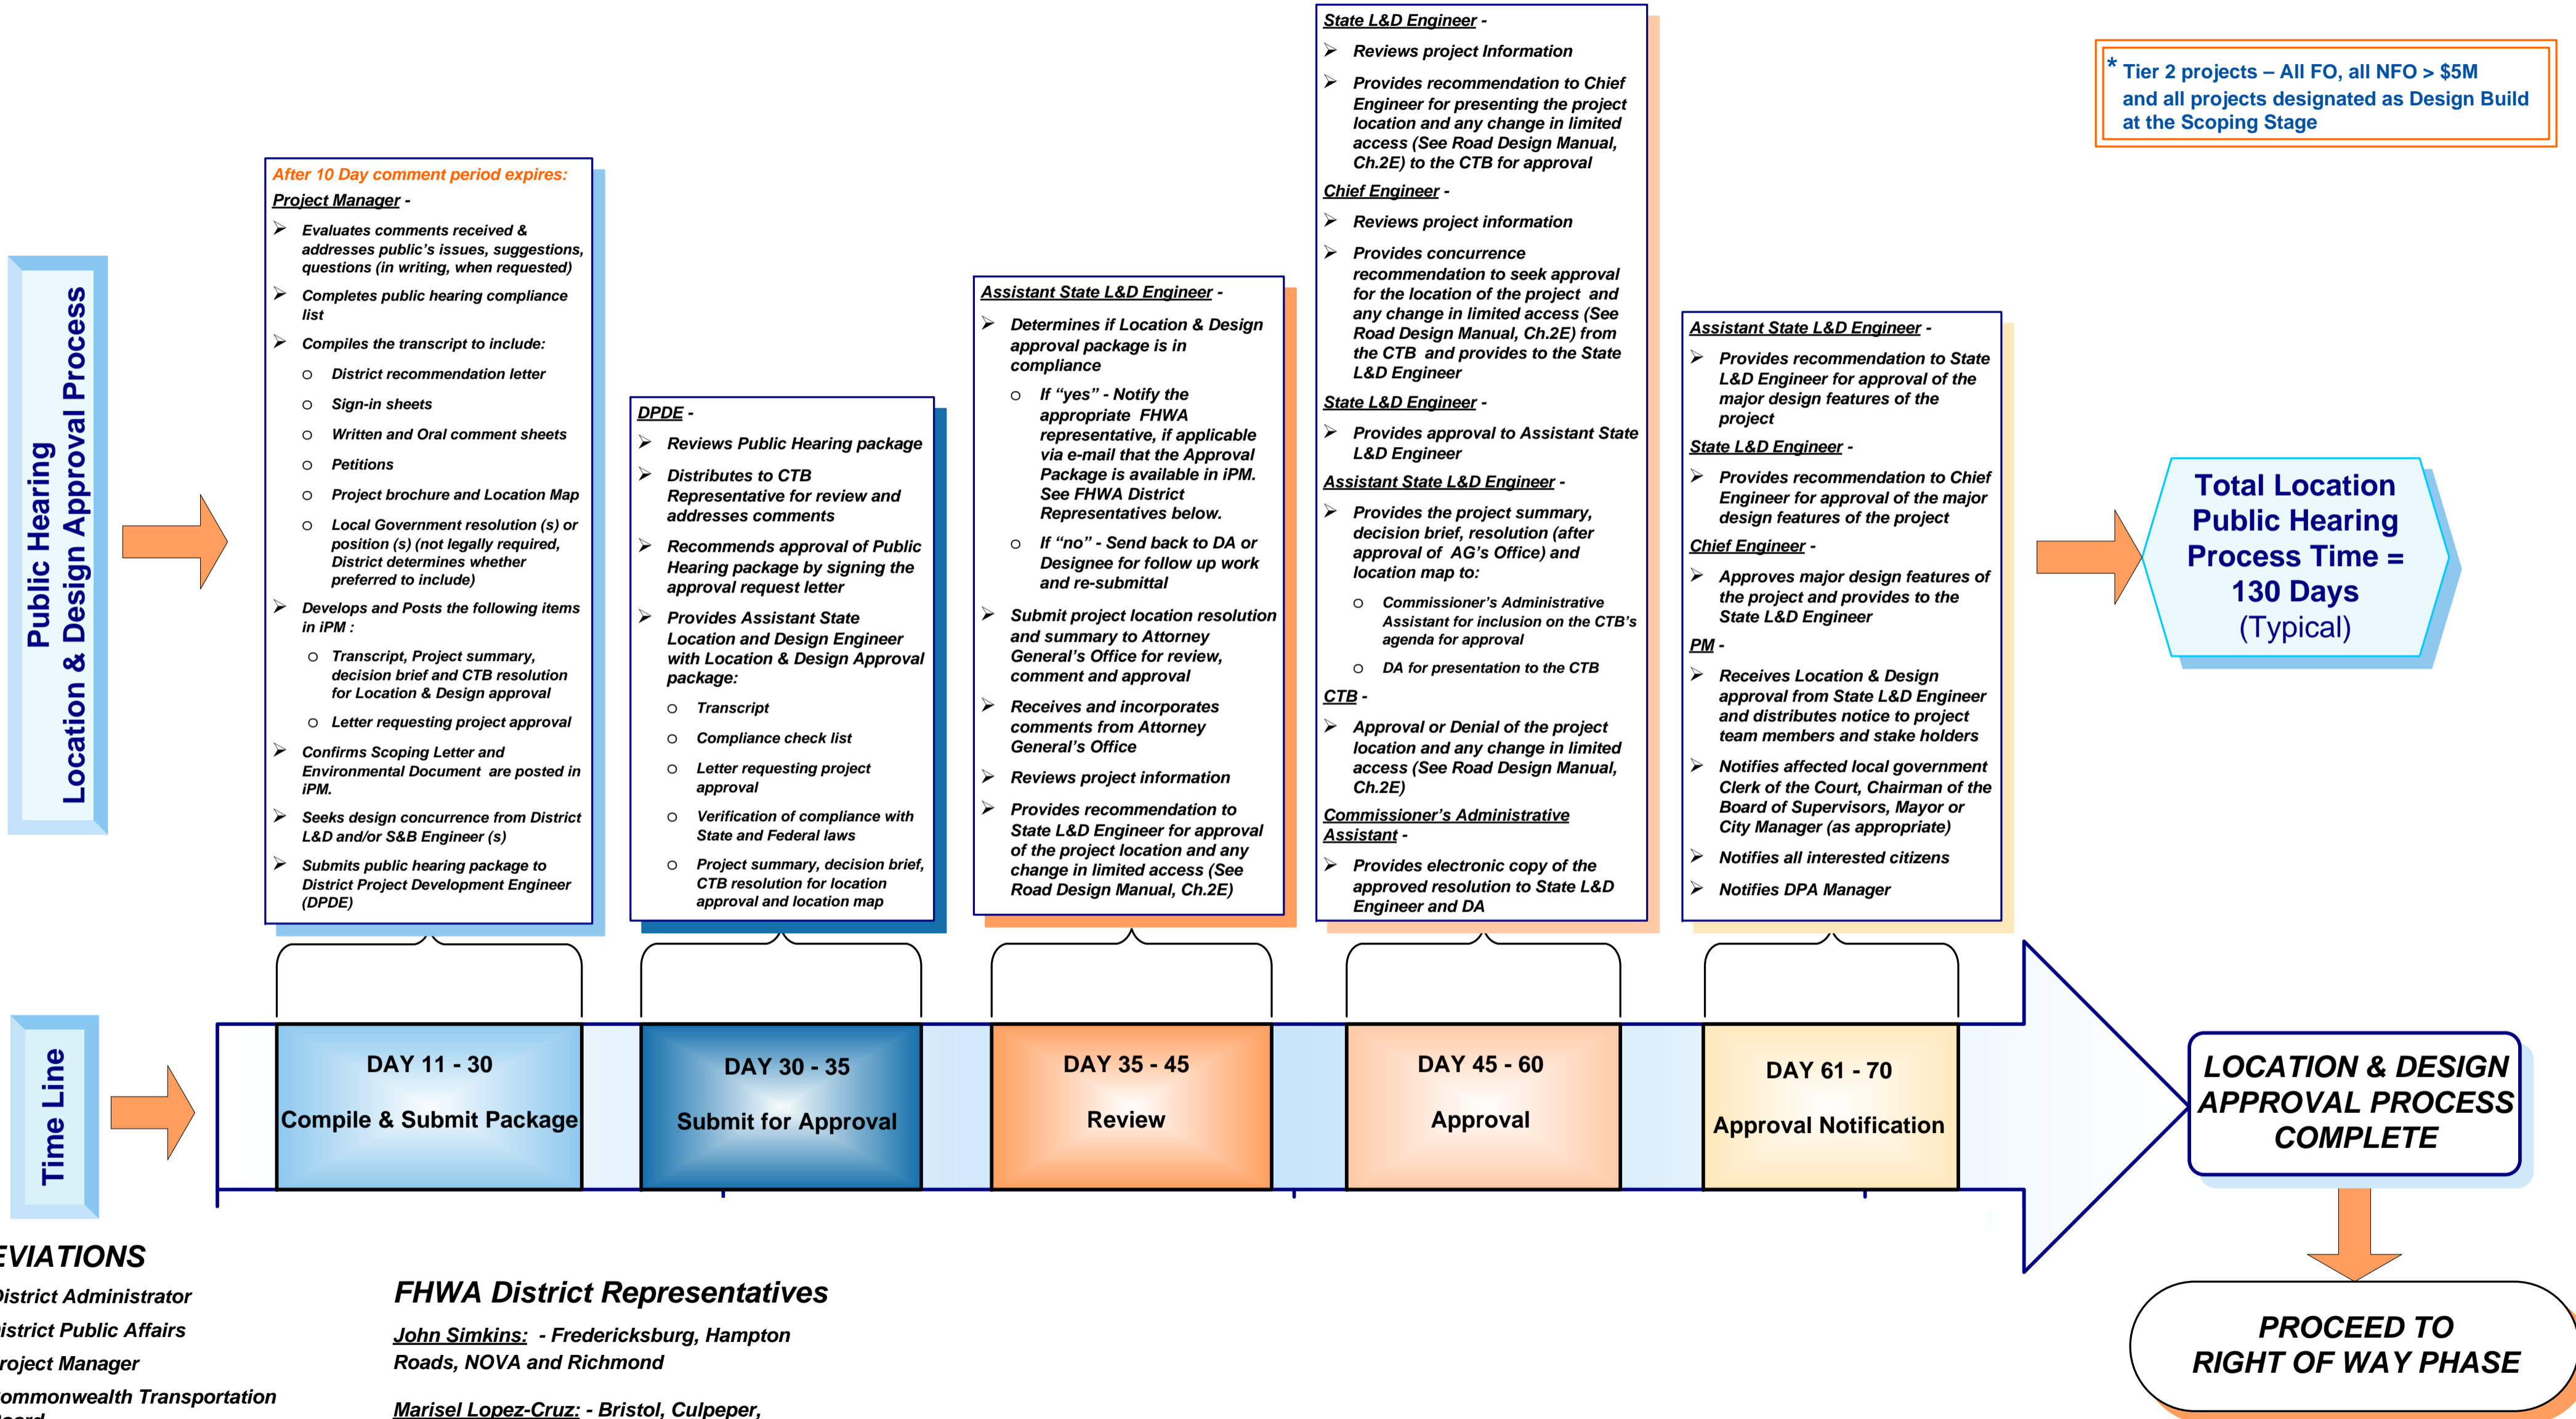 Public Hearing
Location & Design Approval Process
After 10 Day comment period expires:
Project Manager -
➢ Evaluates comments received &
addresses public's issues, suggestions,
questions (in writing, when requested)
➢ Completes public hearing compliance
list
➢ Compiles the transcript to include:
o District recommendation letter
o Sign-in sheets
o Written and Oral comment sheets
o Petitions
o Project brochure and Location Map
o Local Government resolution (s) or
position (s) (not legally required,
District determines whether
preferred to include)
➢ Develops and Posts the following items
in iPM :
o Transcript, Project summary,
decision brief and CTB resolution
for Location & Design approval
o Letter requesting project approval
➢ Confirms Scoping Letter and
Environmental Document are posted in
iPM.
➢ Seeks design concurrence from District
L&D and/or S&B Engineer (s)
➢ Submits public hearing package to
District Project Development Engineer
(DPDE)
DPDE -
➢ Reviews Public Hearing package
➢ Distributes to CTB
Representative for review and
addresses comments
➢ Recommends approval of Public
Hearing package by signing the
approval request letter
➢ Provides Assistant State
Location and Design Engineer
with Location & Design Approval
package:
o Transcript
o Compliance check list
o Letter requesting project
approval
o Verification of compliance with
State and Federal laws
o Project summary, decision brief,
CTB resolution for location
approval and location map
Assistant State L&D Engineer -
➢ Determines if Location & Design
approval package is in
compliance
o If “yes” - Notify the
appropriate FHWA
representative, if applicable
via e-mail that the Approval
Package is available in iPM.
See FHWA District
Representatives below.
o If “no” - Send back to DA or
Designee for follow up work
and re-submittal
➢ Submit project location resolution
and summary to Attorney
General's Office for review,
comment and approval
➢ Receives and incorporates
comments from Attorney
General's Office
➢ Reviews project information
➢ Provides recommendation to
State L&D Engineer for approval
of the project location and any
change in limited access (See
Road Design Manual, Ch.2E)
State L&D Engineer -
➢ Reviews project Information
➢ Provides recommendation to Chief
Engineer for presenting the project
location and any change in limited
access (See Road Design Manual,
Ch.2E) to the CTB for approval
Chief Engineer -
➢ Reviews project information
➢ Provides concurrence
recommendation to seek approval
for the location of the project and
any change in limited access (See
Road Design Manual, Ch.2E) from
the CTB and provides to the State
L&D Engineer
State L&D Engineer -
➢ Provides approval to Assistant State
L&D Engineer
Assistant State L&D Engineer -
➢ Provides the project summary,
decision brief, resolution (after
approval of AG's Office) and
location map to:
o Commissioner's Administrative
Assistant for inclusion on the CTB's
agenda for approval
o DA for presentation to the CTB
CTB -
➢ Approval or Denial of the project
location and any change in limited
access (See Road Design Manual,
Ch.2E)
Commissioner's Administrative
Assistant -
➢ Provides electronic copy of the
approved resolution to State L&D
Engineer and DA
Assistant State L&D Engineer -
➢ Provides recommendation to State
L&D Engineer for approval of the
major design features of the
project
State L&D Engineer -
➢ Provides recommendation to Chief
Engineer for approval of the major
design features of the project
Chief Engineer -
➢ Approves major design features of
the project and provides to the
State L&D Engineer
PM -
➢ Receives Location & Design
approval from State L&D Engineer
and distributes notice to project
team members and stake holders
➢ Notifies affected local government
Clerk of the Court, Chairman of the
Board of Supervisors, Mayor or
City Manager (as appropriate)
➢ Notifies all interested citizens
➢ Notifies DPA Manager
* Tier 2 projects – All FO, all NFO > $5M
and all projects designated as Design Build
at the Scoping Stage
Total Location
Public Hearing
Process Time =
130 Days
(Typical)
Time Line
DAY 11 - 30
Compile & Submit Package
DAY 30 - 35
Submit for Approval
DAY 35 - 45
Review
DAY 45 - 60
Approval
DAY 61 - 70
Approval Notification
LOCATION & DESIGN
APPROVAL PROCESS
COMPLETE
PROCEED TO
RIGHT OF WAY PHASE
EVIATIONS
District Administrator
istrict Public Affairs
roject Manager
ommonwealth Transportation
FHWA District Representatives
John Simkins: - Fredericksburg, Hampton
Roads, NOVA and Richmond
Marisel Lopez-Cruz: - Bristol, Culpeper,